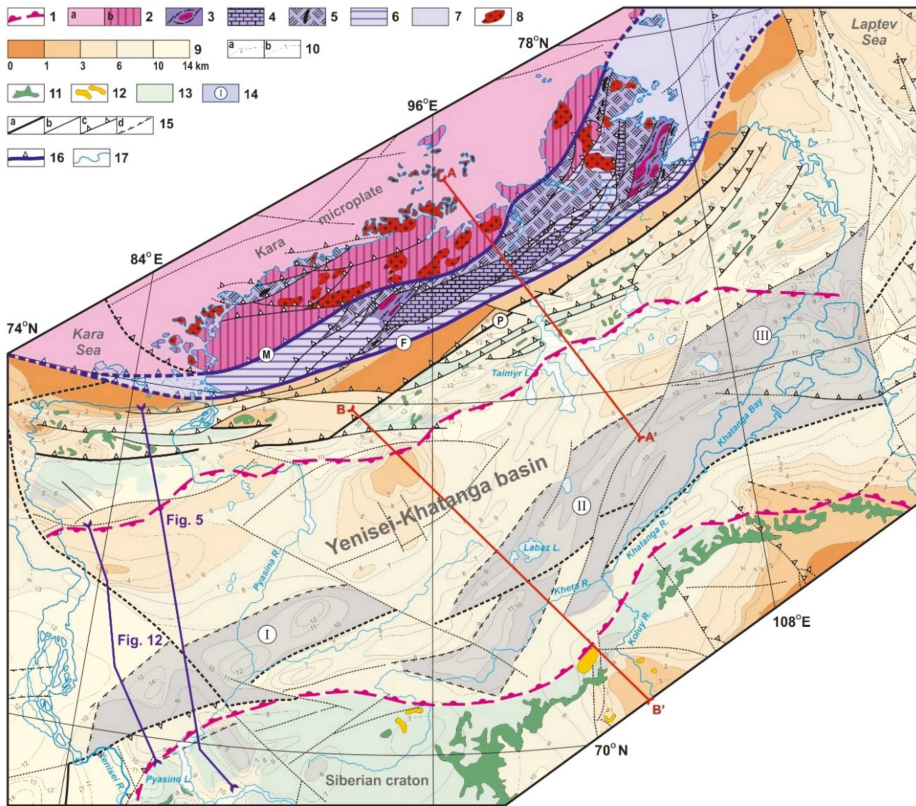 1
a
b
2
3
4
5
6
7
8
9
0 1 3 6 10 14 km
a
b
10
11
12
13
I
14
a
b
c
d
15
16
17
Laptev
Sea
78°N
96°E
A
Kara microplate
84°E
74°N
Kara
Sea
M
F
P
III
Taimyr L.
B
A'
Khatanga Bay
Yenisei-Khatanga basin
II
Fig. 5
Pyasina R.
Labaz L.
Kheta R.
Khatanga R.
Kotuy R.
108°E
I
Fig. 12
B'
70°N
Yenisei R.
Pyasino L.
Siberian craton